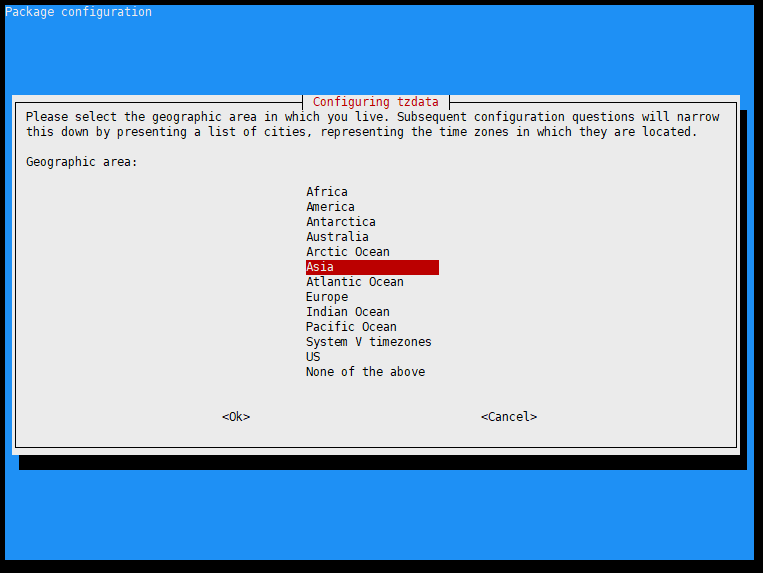 Package configuration
Configuring tzdata
Please select the geographic area in which you live. Subsequent configuration questions will narrow
this down by presenting a list of cities, representing the time zones in which they are located.
Geographic area:
Africa
America
Antarctica
Australia
Arctic Ocean
Asia
Atlantic Ocean
Europe
Indian Ocean
Pacific Ocean
System V timezones
US
None of the above
<Ok> <Cancel>